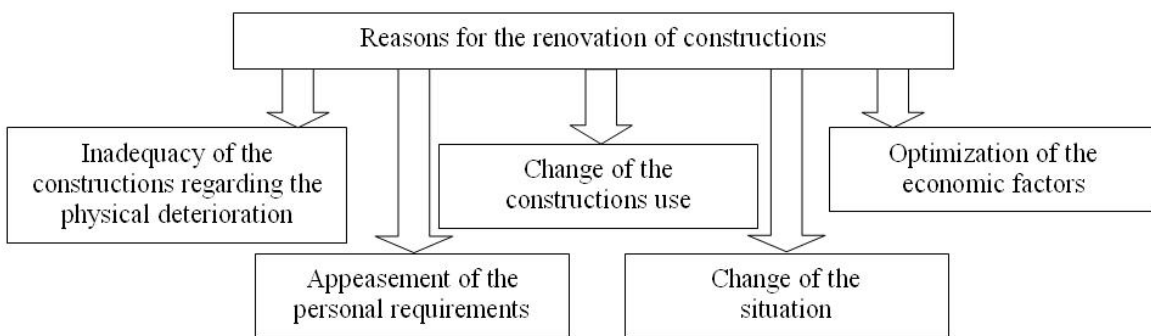 Reasons for the renovation of constructions
Inadequacy of the
constructions regarding the
physical deterioration
Appeasement of the
personal requirements
Change of the
constructions use
Change of the
situation
Optimization of the
economic factors